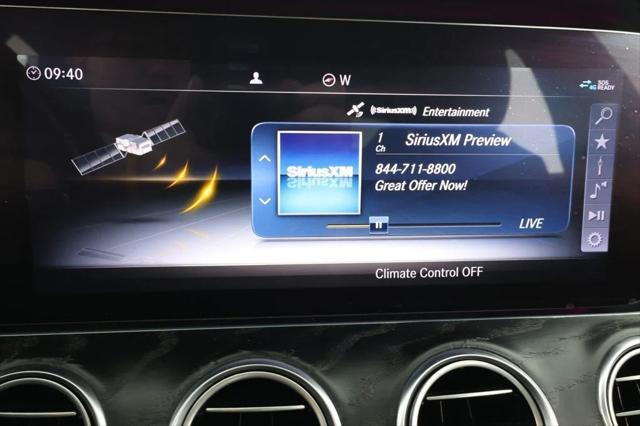 09:40
W
4G SOS READY
SiriusXM Entertainment
1 Ch SiriusXM Preview
SiriusXM
844-711-8800
Great Offer Now!
LIVE
Climate Control OFF